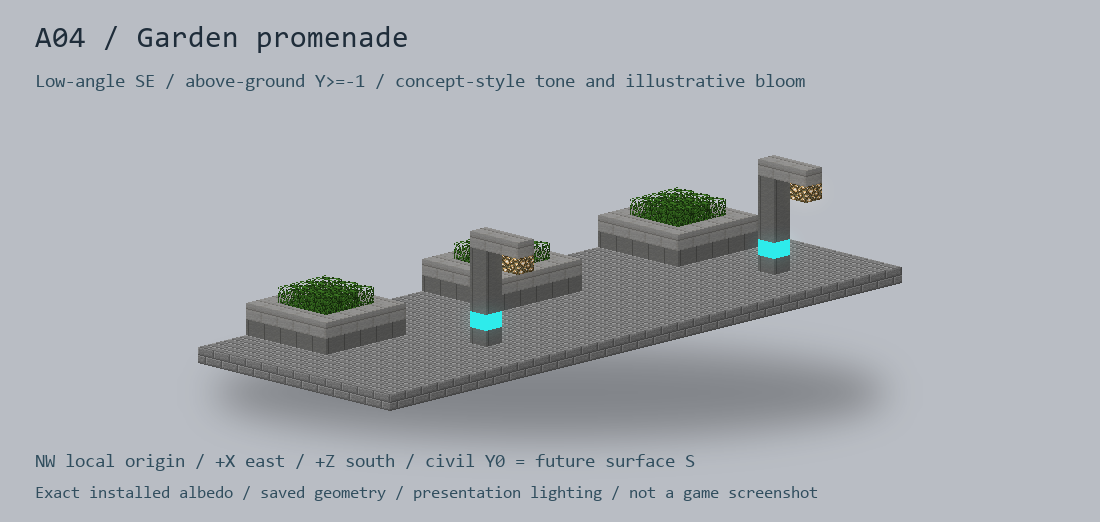 A04 / Garden promenade
Low-angle SE / above-ground Y>=-1 / concept-style tone and illustrative bloom
NW local origin / +X east / +Z south / civil Y0 = future surface S
Exact installed albedo / saved geometry / presentation lighting / not a game screenshot